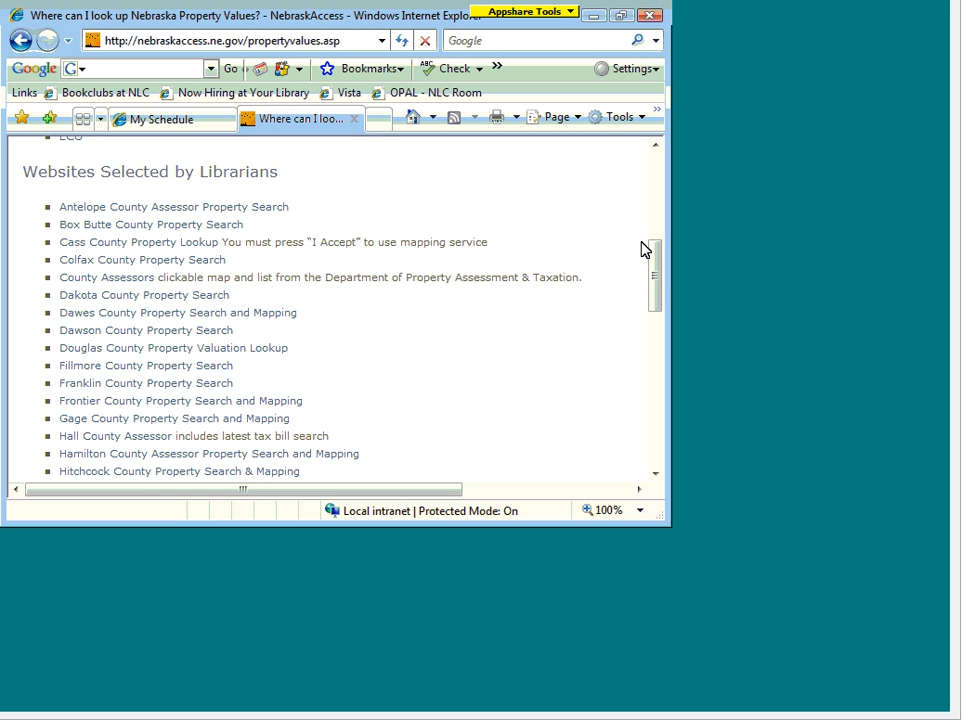 Where can I look up Nebraska Property Values? - NebraskAccess - Windows Internet Explorer
Appshare Tools
http://nebraskaccess.ne.gov/propertyvalues.asp
Google
Google G Go Bookmarks ABC Check » Settings
Links Bookclubs at NLC Now Hiring at Your Library Vista OPAL - NLC Room
My Schedule Where can I loo... Page Tools »
Websites Selected by Librarians
Antelope County Assessor Property Search
Box Butte County Property Search
Cass County Property Lookup You must press “I Accept” to use mapping service
Colfax County Property Search
County Assessors clickable map and list from the Department of Property Assessment & Taxation.
Dakota County Property Search
Dawes County Property Search and Mapping
Dawson County Property Search
Douglas County Property Valuation Lookup
Fillmore County Property Search
Franklin County Property Search
Frontier County Property Search and Mapping
Gage County Property Search and Mapping
Hall County Assessor includes latest tax bill search
Hamilton County Assessor Property Search and Mapping
Hitchcock County Property Search & Mapping
Local intranet | Protected Mode: On 100%